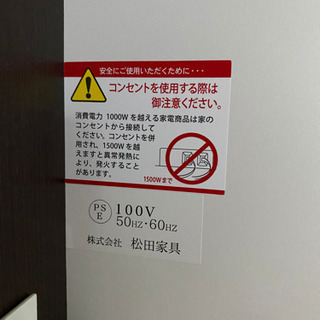 安全にご使用いただくために・・・
コンセントを使用する際は
御注意ください。
消費電力 1000Wを越える家電商品は家の
コンセントから接続して
ください。コンセントを併
用され、1500Wを越
えますと異常発熱に
より、発火すること
があります。
1500Wまで
PS
E
100V
50HZ・60HZ
株式会社 松田家具